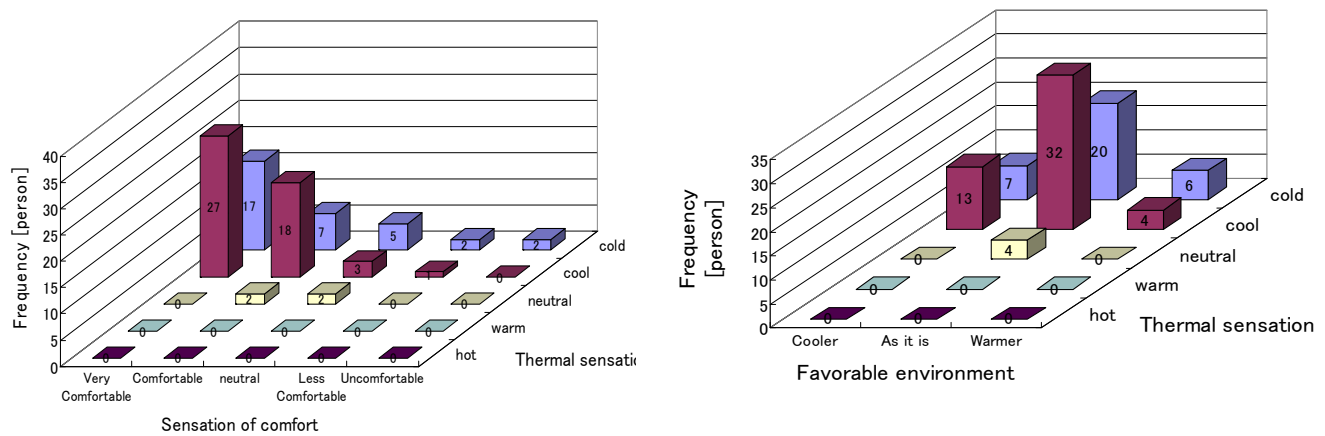 Frequency [person]
40
35
30
25
20
15
10
5
0
27
17
18
7
3
5
1
2
0
2
0
2
2
0
0
0
0
0
0
0
0
0
0
0
0
cold
cool
neutral
warm
hot
Thermal sensatio
Very
Comfortable
Comfortable
neutral
Less
Comfortable
Uncomfortable
Sensation of comfort
Frequency
[person]
35
30
25
20
15
10
5
0
13
7
32
20
4
6
0
4
0
0
0
0
0
0
0
cold
cool
neutral
warm
hot
Thermal sensation
Cooler
As it is
Warmer
Favorable environment